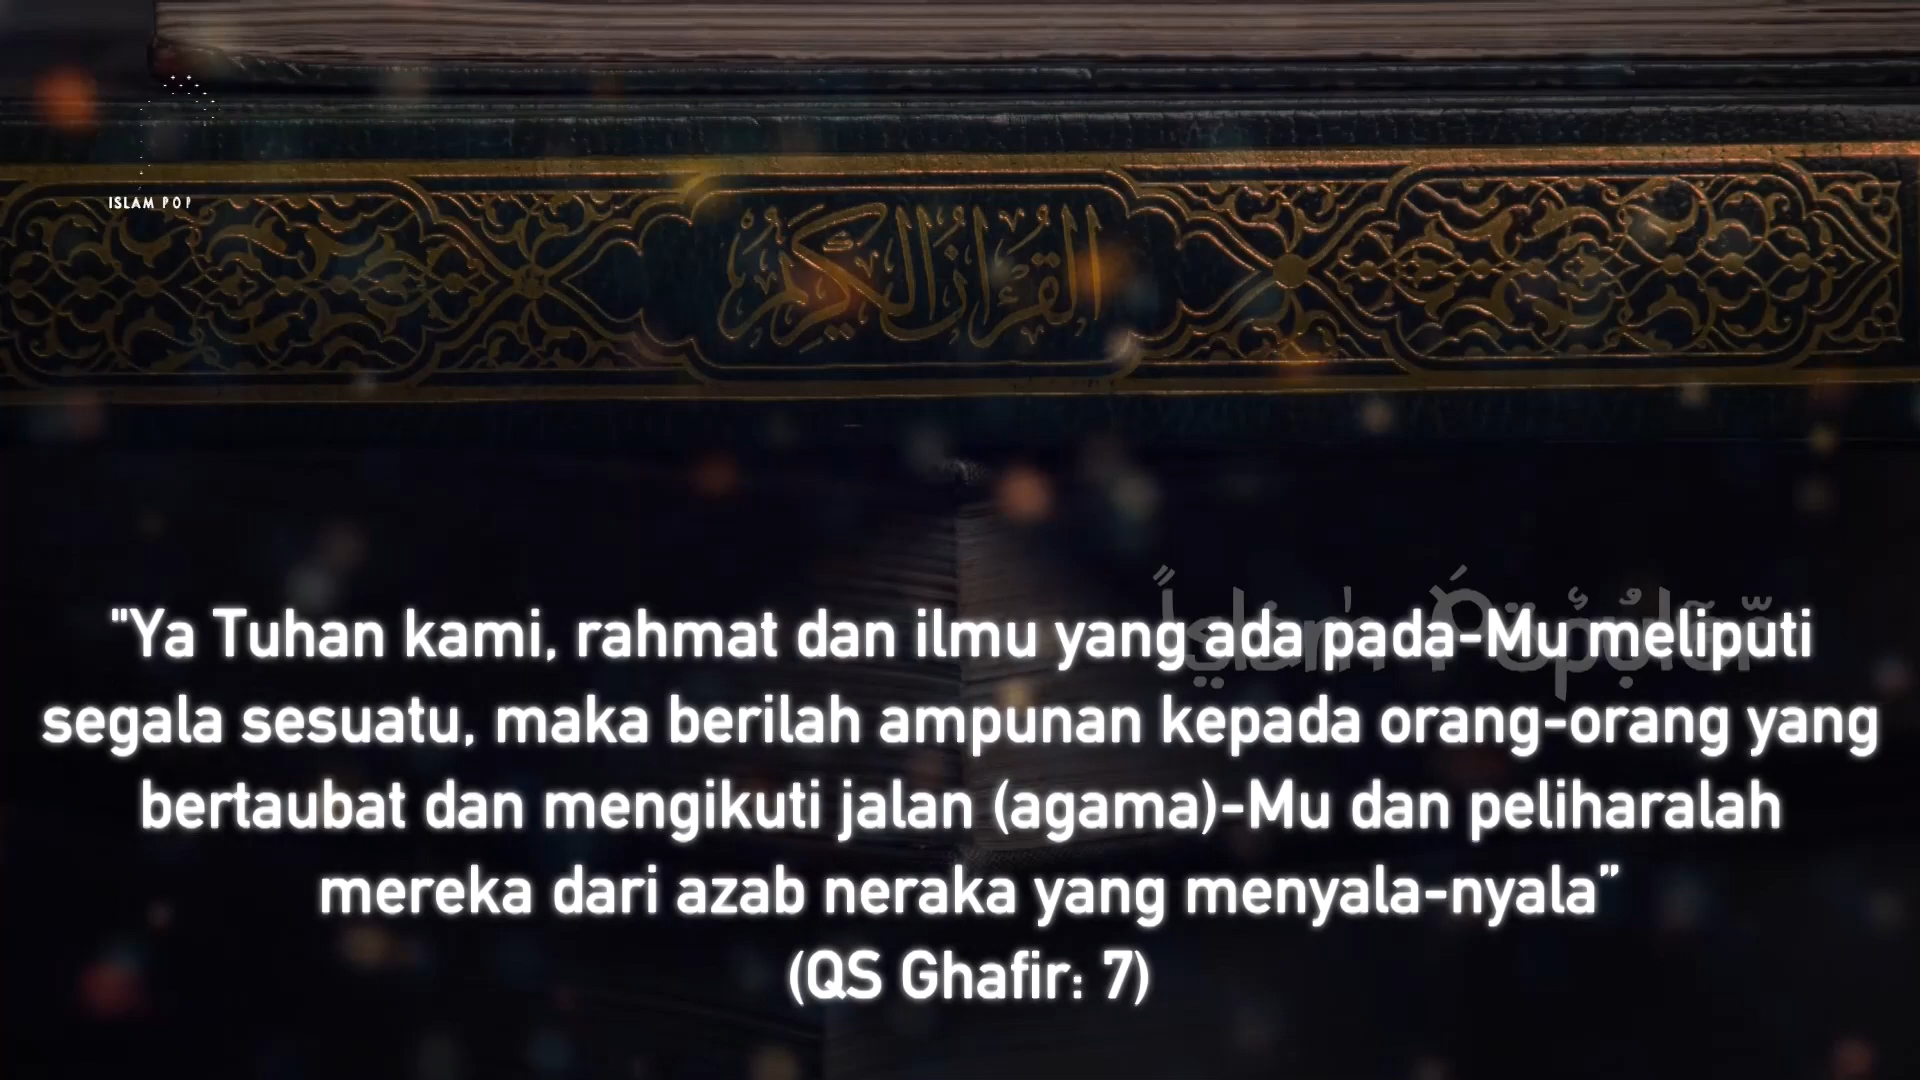 ISLAM POP
القرآن الكريم
Islam Popular
"Ya Tuhan kami, rahmat dan ilmu yang ada pada-Mu meliputi
segala sesuatu, maka berilah ampunan kepada orang-orang yang
bertaubat dan mengikuti jalan (agama)-Mu dan peliharalah
mereka dari azab neraka yang menyala-nyala”
(QS Ghafir: 7)